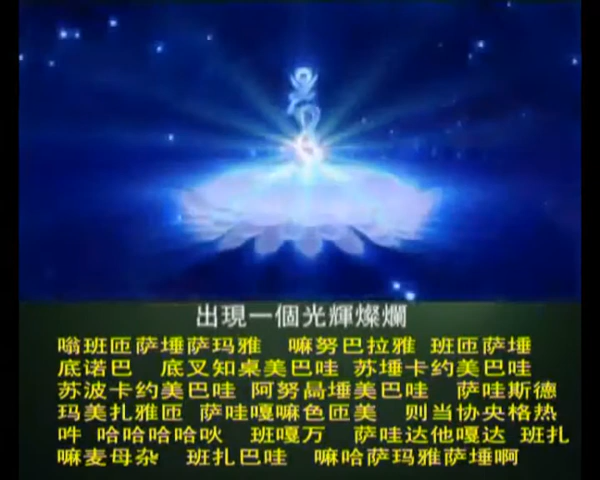 出現一個光輝燦爛
嗡班匝萨埵萨玛雅 嘛努巴拉雅 班匝萨埵
底诺巴 底叉知桌美巴哇 苏埵卡约美巴哇
苏波卡约美巴哇 阿努局埵美巴哇 萨哇斯德
玛美扎雅匝 萨哇嘎嘛色匝美 则当协央格热
吽 哈哈哈哈吙 班嘎万 萨哇达他嘎达 班扎
嘛麦母杂 班扎巴哇 嘛哈萨玛雅萨埵啊